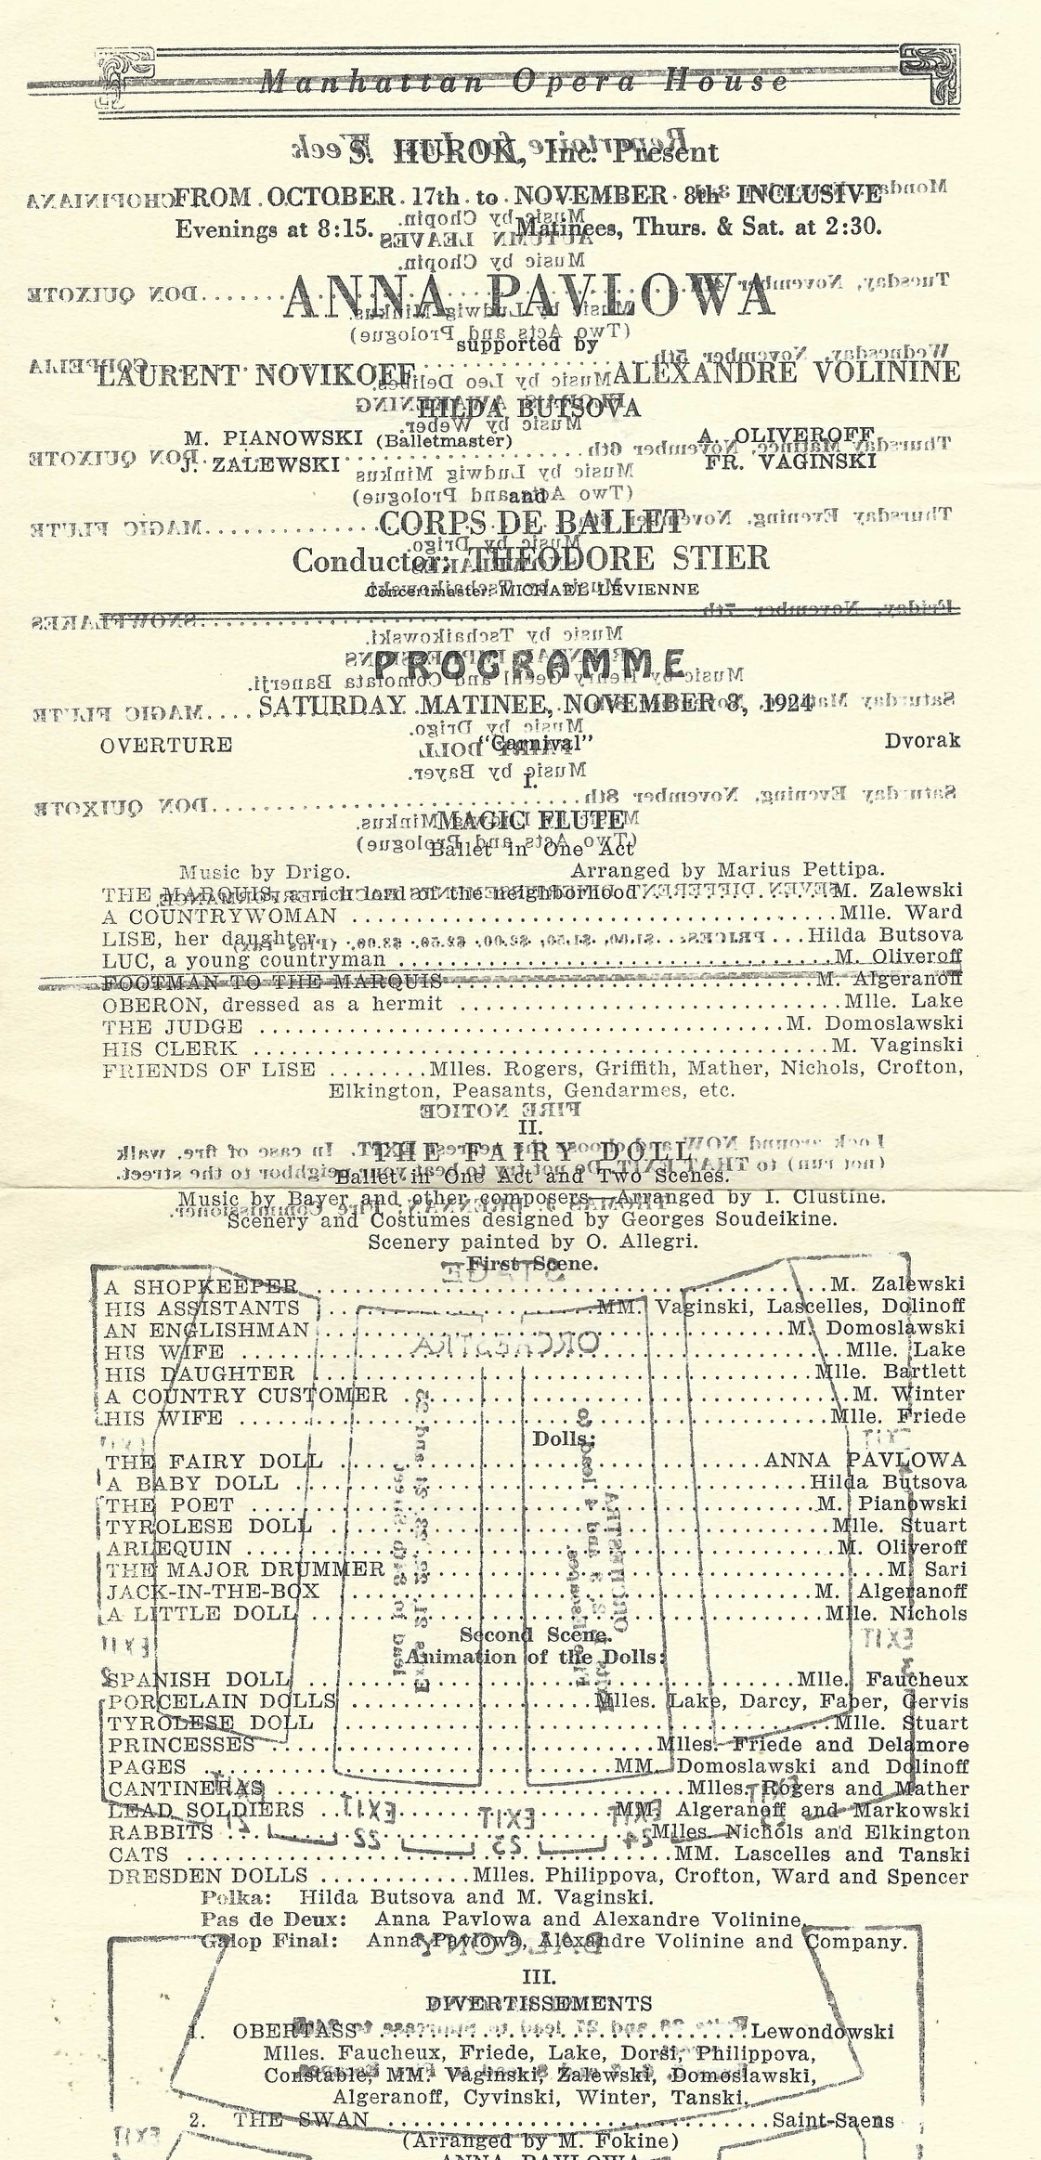 Manhattan Opera House
S. HUROK, Inc. Present
FROM OCTOBER 17th to NOVEMBER 8th INCLUSIVE
Evenings at 8:15. Matinees, Thurs. & Sat. at 2:30.
ANNA PAVLOWA
supported by
LAURENT NOVIKOFF ALEXANDRE VOLININE
HILDA BUTSOVA
M. PIANOWSKI (Balletmaster) A. OLIVEROFF
J. ZALEWSKI FR. VAGINSKI
and
CORPS DE BALLET
Conductor: THEODORE STIER
Concertmaster: MICHAEL LEVIENNE
PROGRAMME
SATURDAY MATINEE, NOVEMBER 8, 1924
OVERTURE "Carnival" Dvorak
I.
MAGIC FLUTE
Ballet in One Act
Music by Drigo. Arranged by Marius Pettipa.
THE MARQUIS, a rich lord of the neighborhood M. Zalewski
A COUNTRYWOMAN Mlle. Ward
LISE, her daughter Hilda Butsova
LUC, a young countryman M. Oliveroff
FOOTMAN TO THE MARQUIS M. Algeranoff
OBERON, dressed as a hermit Mlle. Lake
THE JUDGE M. Domoslawski
HIS CLERK M. Vaginski
FRIENDS OF LISE Mlles. Rogers, Griffith, Mather, Nichols, Crofton,
Elkington, Peasants, Gendarmes, etc.
II.
THE FAIRY DOLL
Ballet in One Act and Two Scenes.
Music by Bayer and other composers—Arranged by I. Clustine.
Scenery and Costumes designed by Georges Soudeikine.
Scenery painted by O. Allegri.
First Scene.
A SHOPKEEPER M. Zalewski
HIS ASSISTANTS MM. Vaginski, Lascelles, Dolinoff
AN ENGLISHMAN M. Domoslawski
HIS WIFE Mlle. Lake
HIS DAUGHTER Mlle. Bartlett
A COUNTRY CUSTOMER M. Winter
HIS WIFE Mlle. Friede
Dolls:
THE FAIRY DOLL ANNA PAVLOWA
A BABY DOLL Hilda Butsova
THE POET M. Pianowski
TYROLESE DOLL Mlle. Stuart
ARLEQUIN M. Oliveroff
THE MAJOR DRUMMER M. Sari
JACK-IN-THE-BOX M. Algeranoff
A LITTLE DOLL Mlle. Nichols
Second Scene.
Animation of the Dolls:
SPANISH DOLL Mlle. Faucheux
PORCELAIN DOLLS Mlles. Lake, Darcy, Faber, Gervis
TYROLESE DOLL Mlle. Stuart
PRINCESSES Mlles. Friede and Delamore
PAGES MM. Domoslawski and Dolinoff
CANTINERAS Mlles. Rogers and Mather
LEAD SOLDIERS MM. Algeranoff and Markowski
RABBITS Mlles. Nichols and Elkington
CATS MM. Lascelles and Tanski
DRESDEN DOLLS Mlles. Philippova, Crofton, Ward and Spencer
Polka: Hilda Butsova and M. Vaginski.
Pas de Deux: Anna Pavlowa and Alexandre Volinine.
Galop Final: Anna Pavlowa, Alexandre Volinine and Company.
III.
DIVERTISSEMENTS
1. OBERTASS Lewondowski
Mlles. Faucheux, Friede, Lake, Dorsi, Philippova,
Constable, MM. Vaginski, Zalewski, Domoslawski,
Algeranoff, Cyvinski, Winter, Tanski.
2. THE SWAN Saint-Saens
(Arranged by M. Fokine)
ANNA PAVLOWA